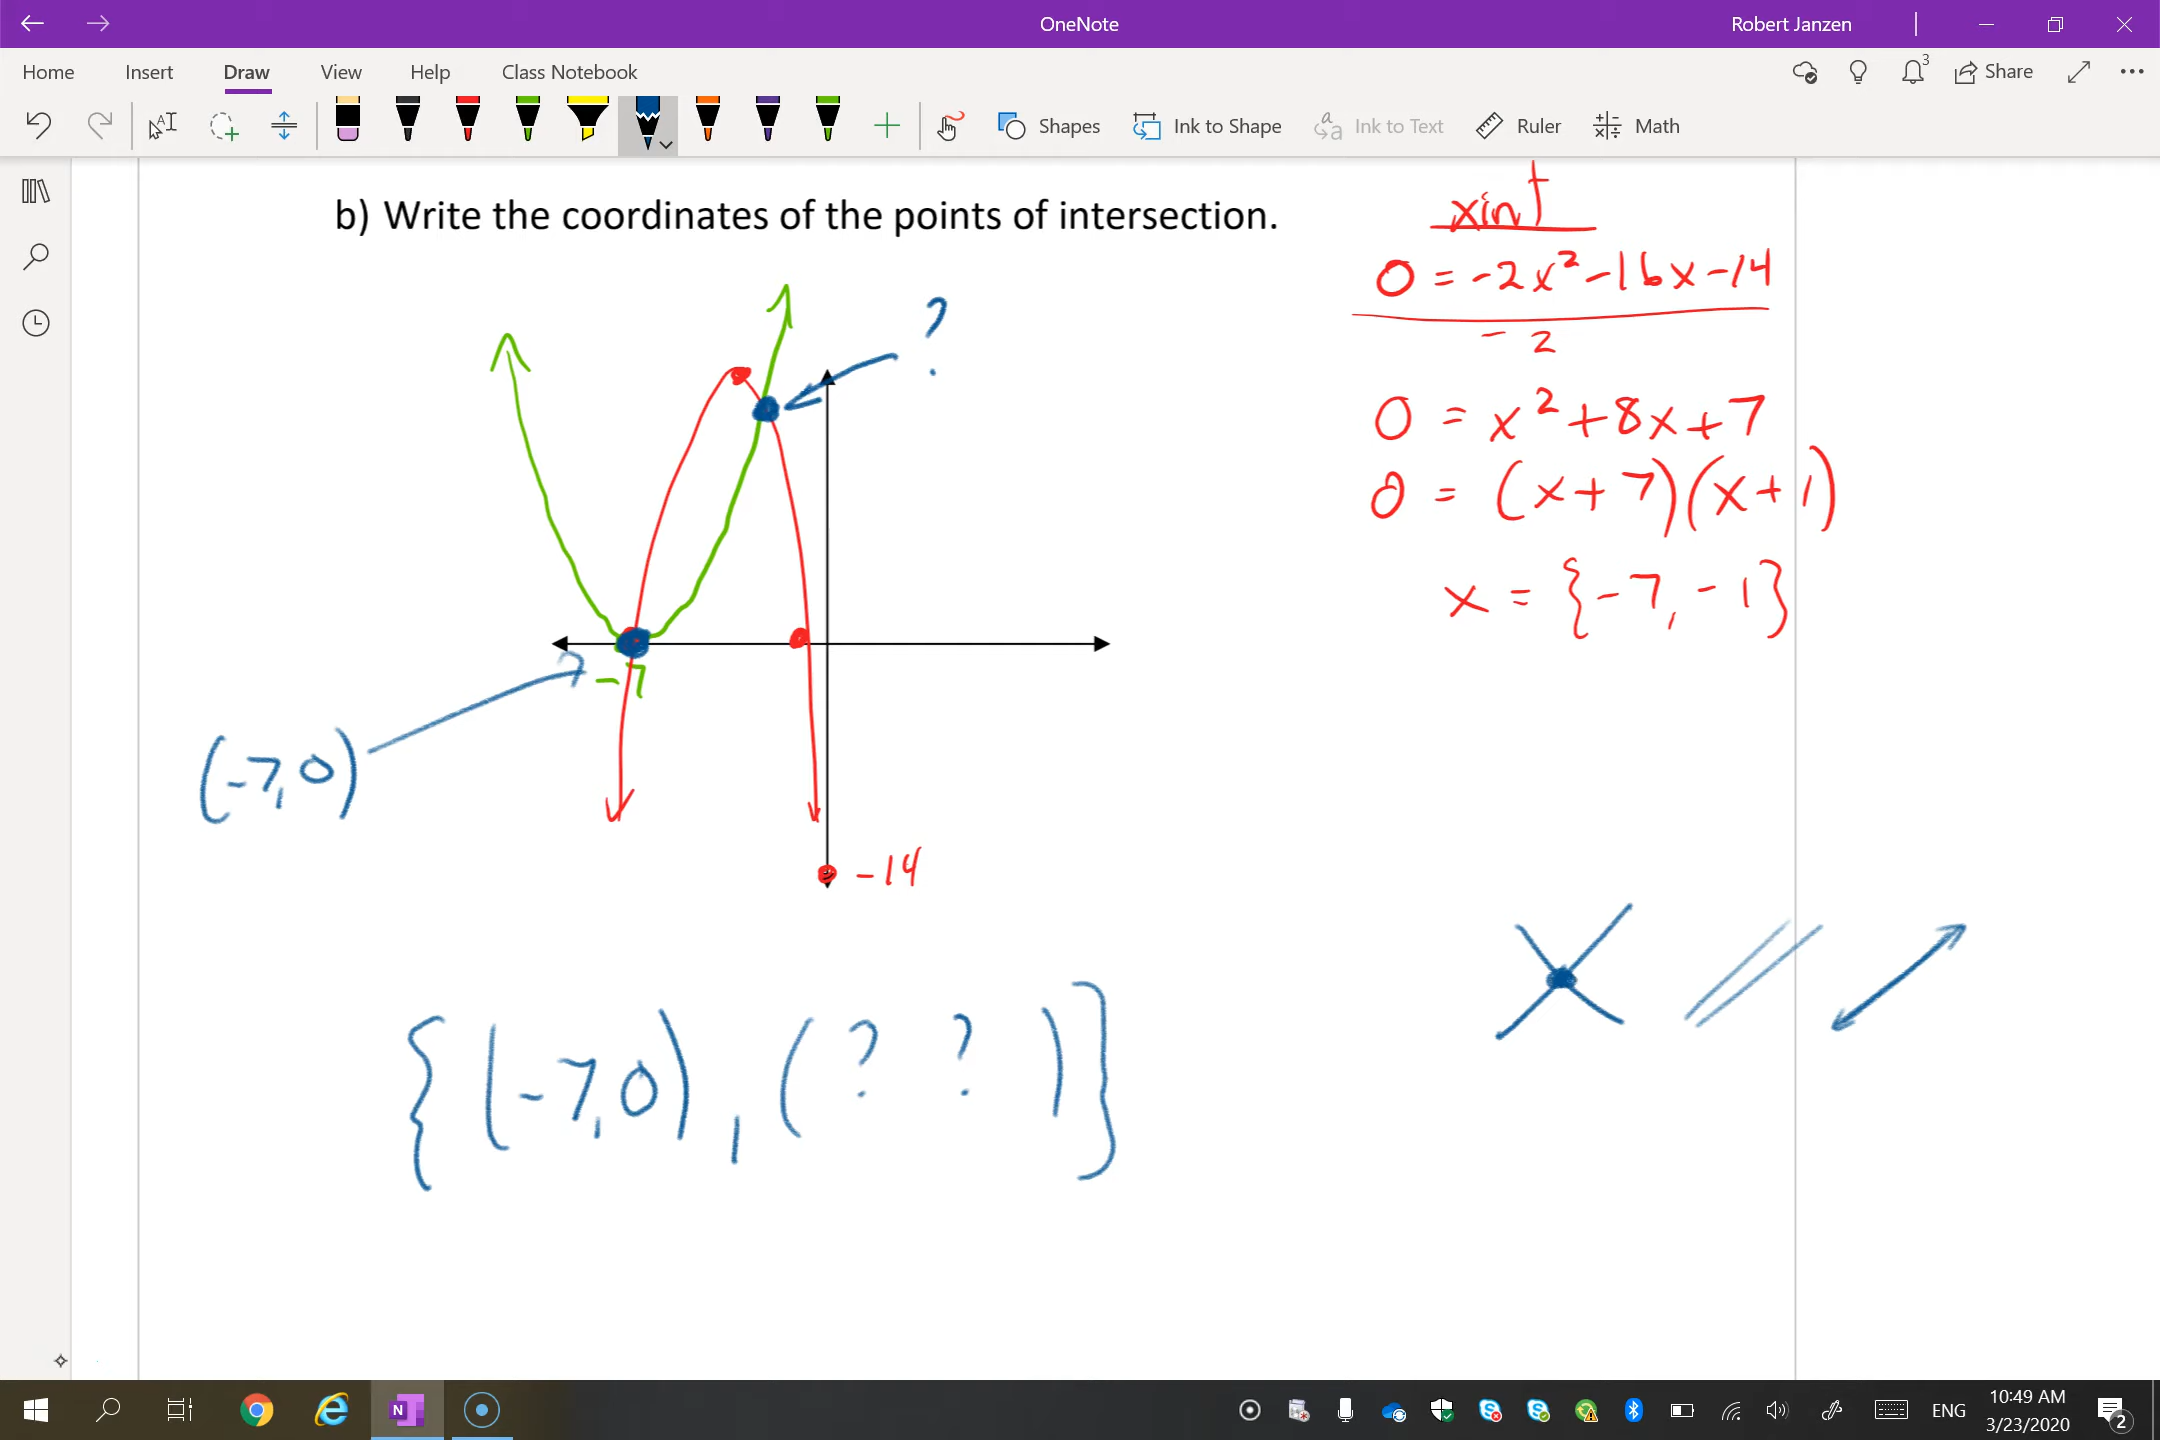 OneNote
Robert Janzen
Home Insert Draw View Help Class Notebook
3
Share
Shapes Ink to Shape Ink to Text Ruler Math
b) Write the coordinates of the points of intersection.
xint
0 = -2x² -16x -14
-2
0 = x² + 8x + 7
0 = (x + 7)(x + 1)
x = {-7, -1}
?
-7
(-7,0)
-14
{(-7,0), (? ?)}
ENG
10:49 AM
3/23/2020
2